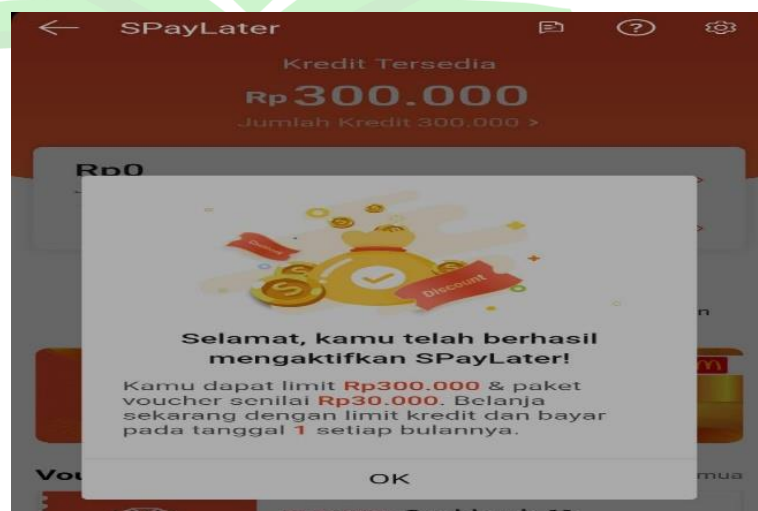 SPayLater
Kredit Tersedia
Rp300.000
Jumlah Kredit 300.000 >
Rp0
Discount
Discount
Selamat, kamu telah berhasil
mengaktifkan SPayLater!
Kamu dapat limit Rp300.000 & paket
voucher senilai Rp30.000. Belanja
sekarang dengan limit kredit dan bayar
pada tanggal 1 setiap bulannya.
OK